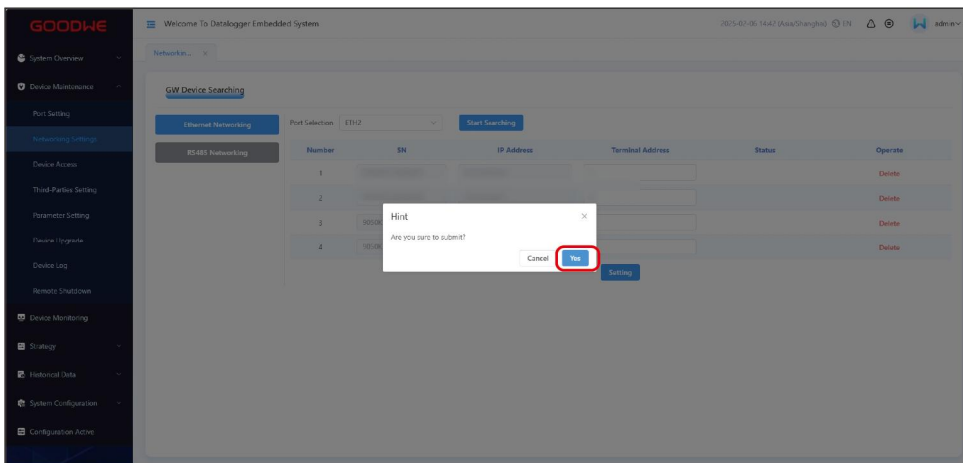 GOODWE
Welcome To Datalogger Embedded System
2025-02-06 14:42 (Asia/Shanghai) EN admin
System Overview
Networkin... ×
Device Maintenance
GW Device Searching
Port Setting
Ethernet Networking
Port Selection ETH2
Start Searching
Networking Settings
RS485 Networking
Number SN IP Address Terminal Address Status Operate
Device Access
1 Delete
Third-Parties Setting
2 Delete
Parameter Setting
Hint ×
3 Delete
Are you sure to submit?
Device Upgrade
4 Delete
Cancel Yes
Device Log
Setting
Remote Shutdown
Device Monitoring
Strategy
Historical Data
System Configuration
Configuration Active